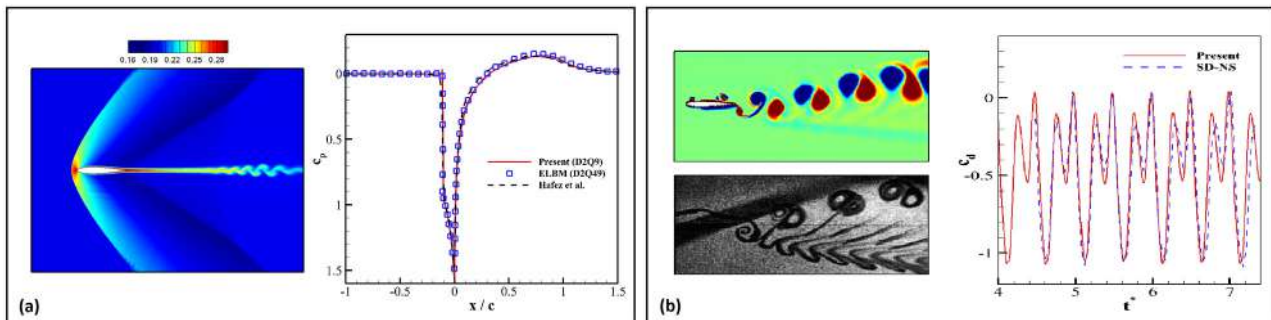 0.16 0.19 0.22 0.25 0.28
0
0.5
1
1.5
c_p
Present (D2Q9)
ELBM (D2Q49)
Hafez et al.
-1 -0.5 0 0.5 1 1.5
x / c
(a)
Present
SD-NS
0
-0.5
-1
c_d
4 5 6 7
t*
(b)